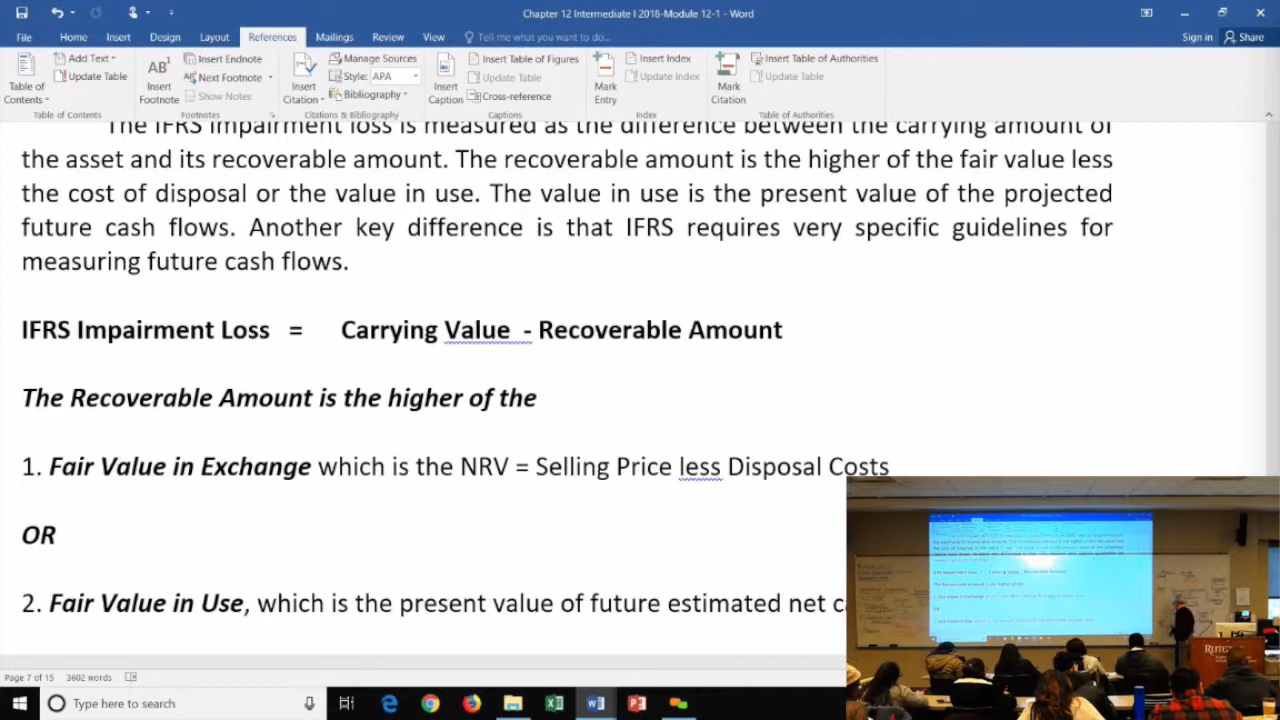 Chapter 12 Intermediate I 2018-Module 12-1 - Word
File Home Insert Design Layout References Mailings Review View Tell me what you want to do... Sign in Share
Table of Contents
Add Text
Update Table
Table of Contents
AB1 Insert Footnote
Insert Endnote
Next Footnote
Show Notes
Footnotes
Insert Citation
Manage Sources
Style: APA
Bibliography
Citations & Bibliography
Insert Caption
Insert Table of Figures
Update Table
Cross-reference
Captions
Mark Entry
Insert Index
Update Index
Index
Mark Citation
Insert Table of Authorities
Update Table
Table of Authorities
The IFRS impairment loss is measured as the difference between the carrying amount of
the asset and its recoverable amount. The recoverable amount is the higher of the fair value less
the cost of disposal or the value in use. The value in use is the present value of the projected
future cash flows. Another key difference is that IFRS requires very specific guidelines for
measuring future cash flows.
IFRS Impairment Loss = Carrying Value - Recoverable Amount
The Recoverable Amount is the higher of the
1. Fair Value in Exchange which is the NRV = Selling Price less Disposal Costs
OR
2. Fair Value in Use, which is the present value of future estimated net
RUTGERS
Page 7 of 15 3602 words
Type here to search